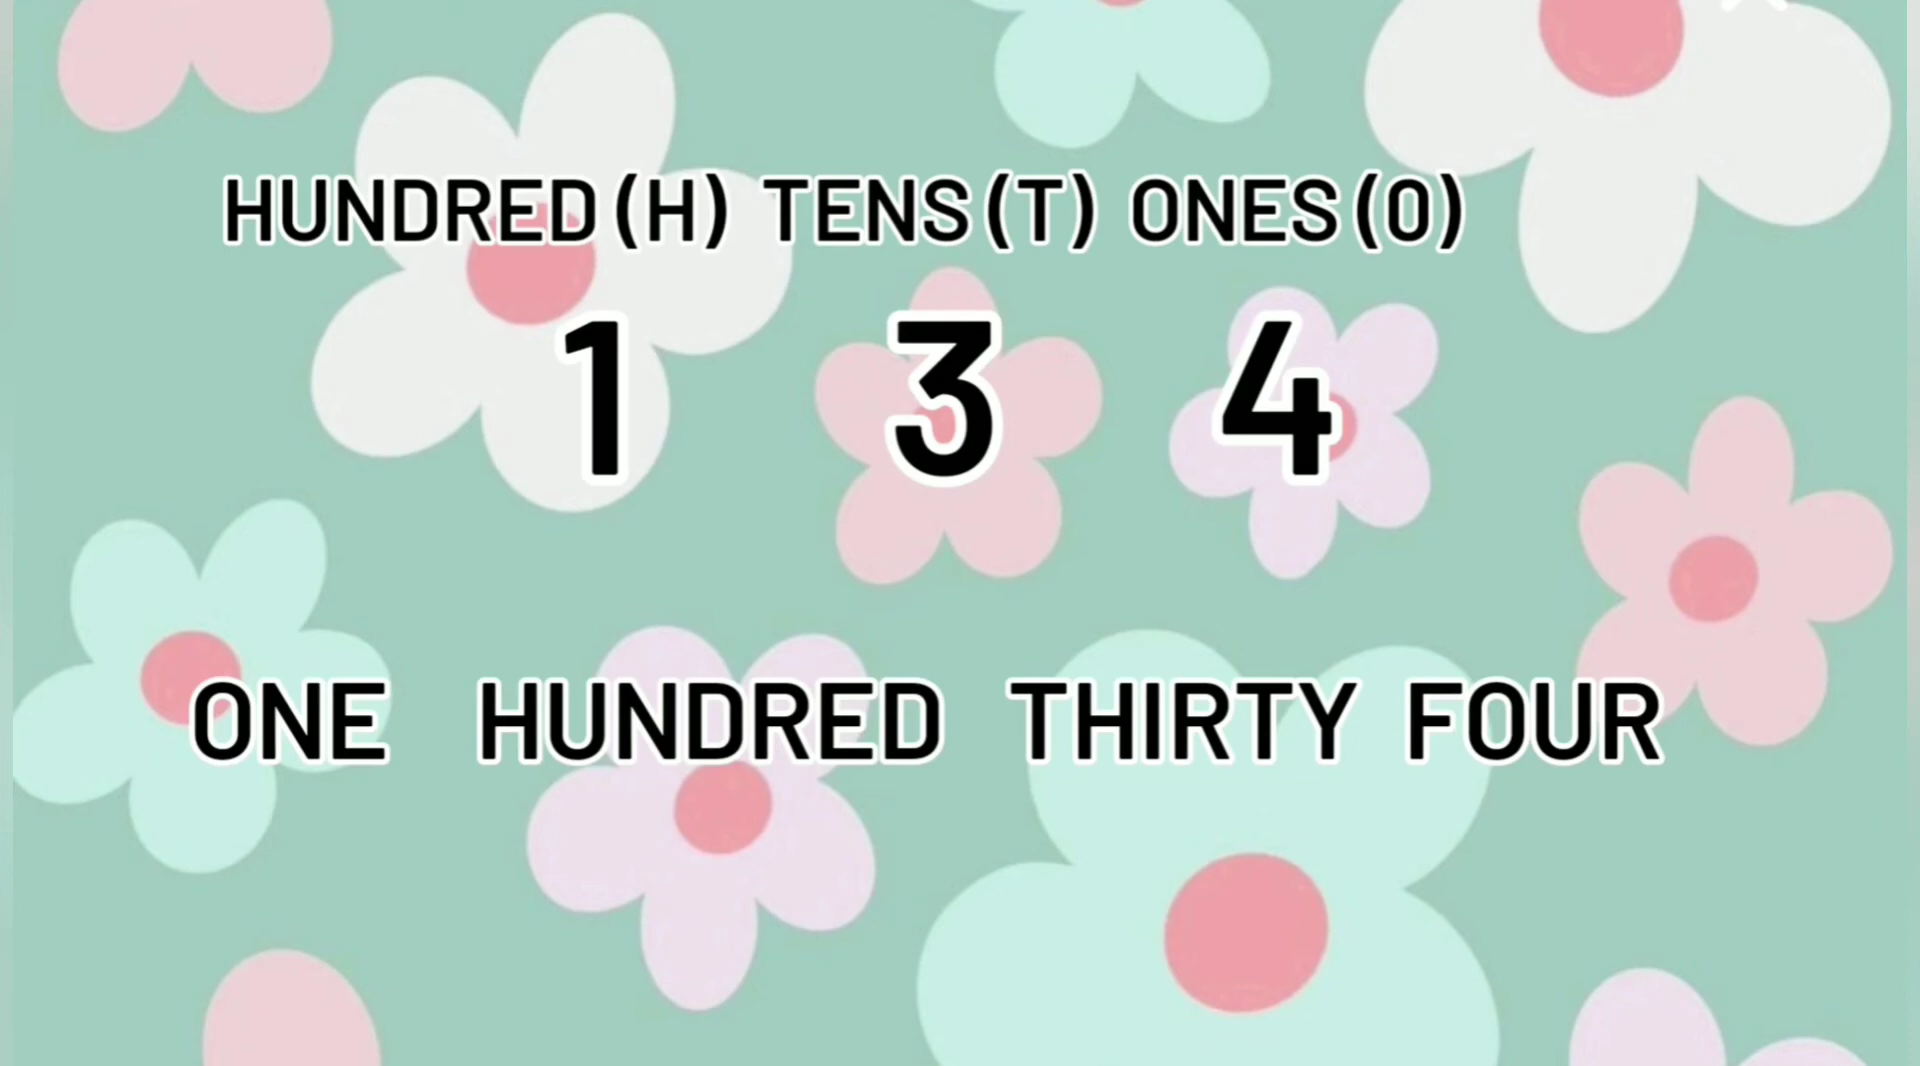 HUNDRED (H) TENS (T) ONES (O)
1 3 4
ONE HUNDRED THIRTY FOUR